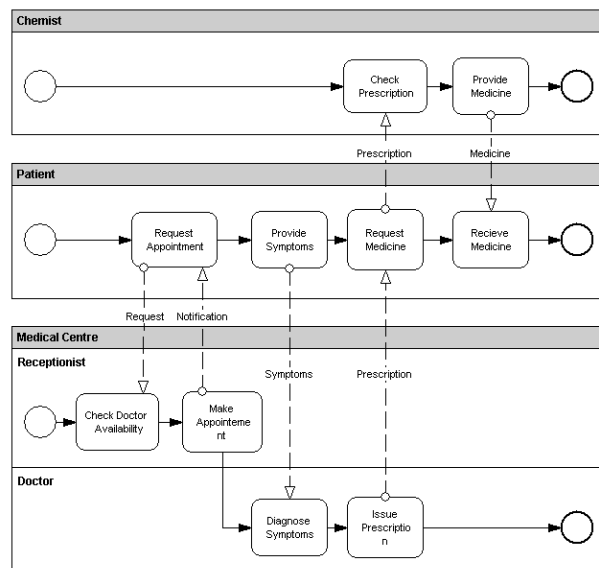 Chemist
Check
Prescription
Provide
Medicine
Prescription
Medicine
Patient
Request
Appointment
Provide
Symptoms
Request
Medicine
Recieve
Medicine
Request
Notification
Medical Centre
Receptionist
Symptoms
Prescription
Check Doctor
Availability
Make
Appointeme
nt
Doctor
Diagnose
Symptoms
Issue
Prescriptio
n